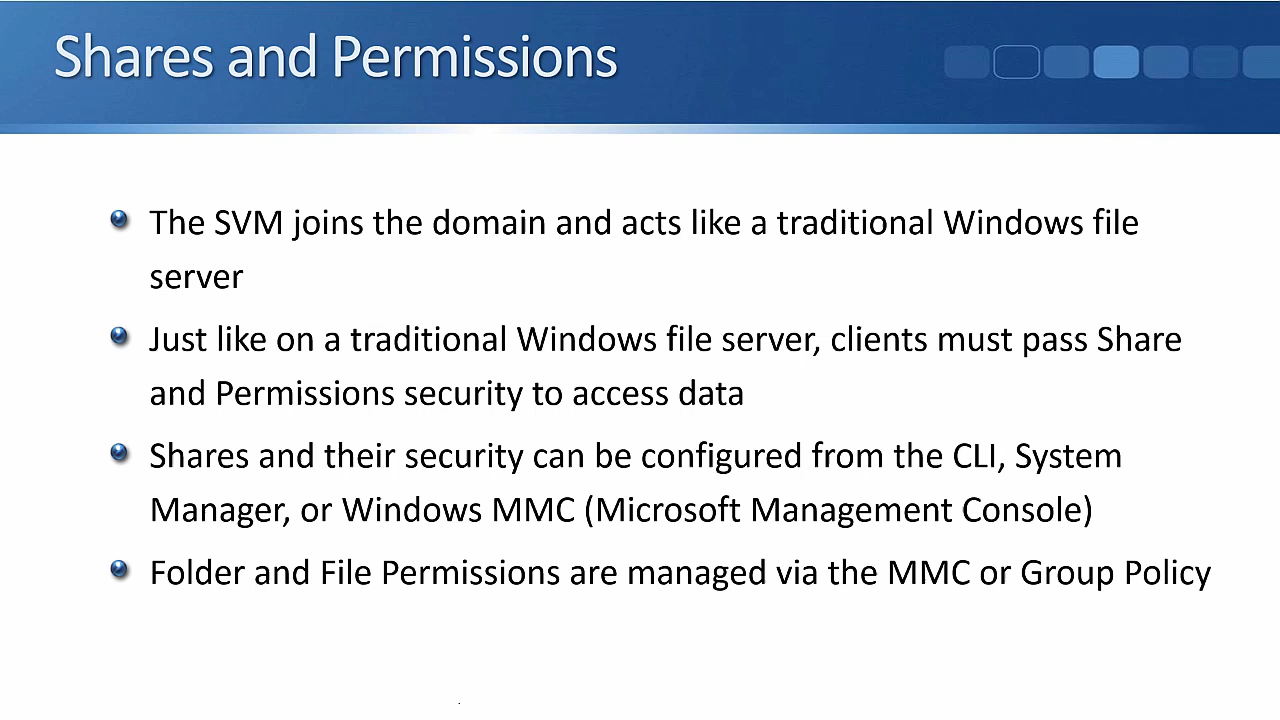 Shares and Permissions
The SVM joins the domain and acts like a traditional Windows file
server
Just like on a traditional Windows file server, clients must pass Share
and Permissions security to access data
Shares and their security can be configured from the CLI, System
Manager, or Windows MMC (Microsoft Management Console)
Folder and File Permissions are managed via the MMC or Group Policy